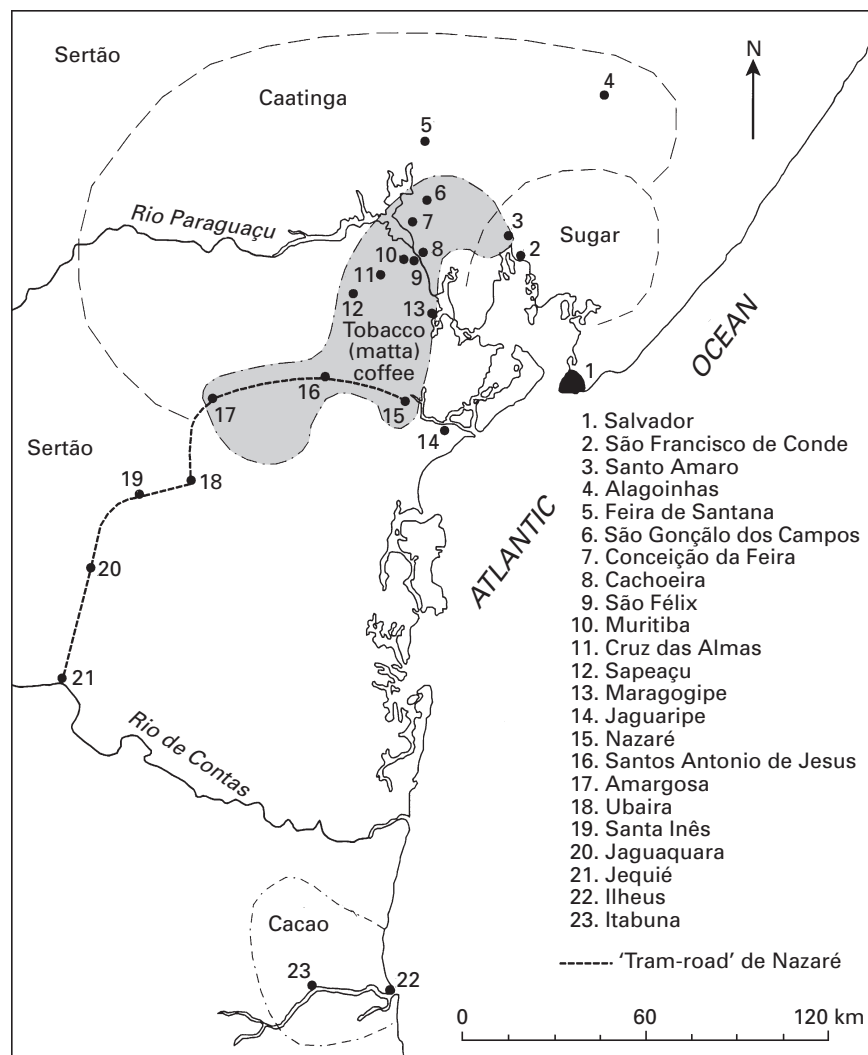 Sertão
Caatinga
4
N
5
6
Rio Paraguaçu
7
3
Sugar
8
2
10
9
11
12
13
Tobacco
(matta)
coffee
1
OCEAN
16
17
15
14
Sertão
19
18
ATLANTIC
20
21
Rio de Contas
Cacao
23
22
1. Salvador
2. São Francisco de Conde
3. Santo Amaro
4. Alagoinhas
5. Feira de Santana
6. São Gonçãlo dos Campos
7. Conceição da Feira
8. Cachoeira
9. São Félix
10. Muritiba
11. Cruz das Almas
12. Sapeaçu
13. Maragogipe
14. Jaguaripe
15. Nazaré
16. Santos Antonio de Jesus
17. Amargosa
18. Ubaira
19. Santa Inês
20. Jaguaquara
21. Jequié
22. Ilheus
23. Itabuna
'Tram-road' de Nazaré
0 60 120 km